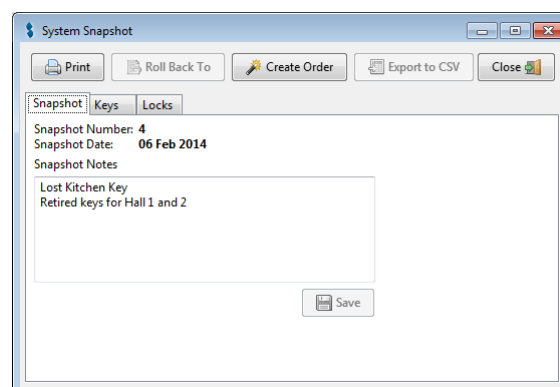 System Snapshot
Print Roll Back To Create Order Export to CSV Close
Snapshot Keys Locks
Snapshot Number: 4
Snapshot Date: 06 Feb 2014
Snapshot Notes
Lost Kitchen Key
Retired keys for Hall 1 and 2
Save